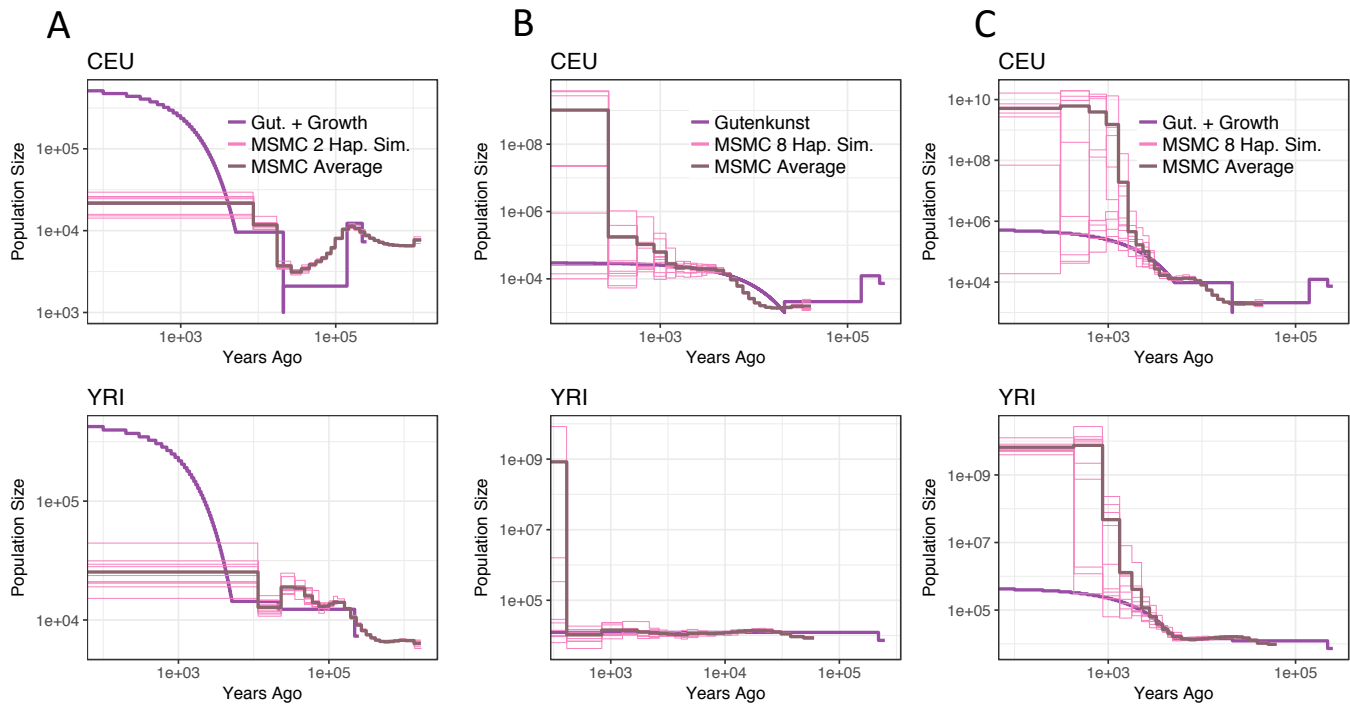 A
CEU
Population Size
1e+05
1e+04
1e+03
Gut. + Growth
MSMC 2 Hap. Sim.
MSMC Average
1e+03
1e+05
Years Ago
B
CEU
Population Size
1e+08
1e+06
1e+04
Gutenkunst
MSMC 8 Hap. Sim.
MSMC Average
1e+03
1e+05
Years Ago
C
CEU
Population Size
1e+10
1e+08
1e+06
1e+04
Gut. + Growth
MSMC 8 Hap. Sim.
MSMC Average
1e+03
1e+05
Years Ago
YRI
Population Size
1e+05
1e+04
1e+03
1e+05
Years Ago
YRI
Population Size
1e+09
1e+07
1e+05
1e+03
1e+04
1e+05
Years Ago
YRI
Population Size
1e+09
1e+07
1e+05
1e+03
1e+05
Years Ago